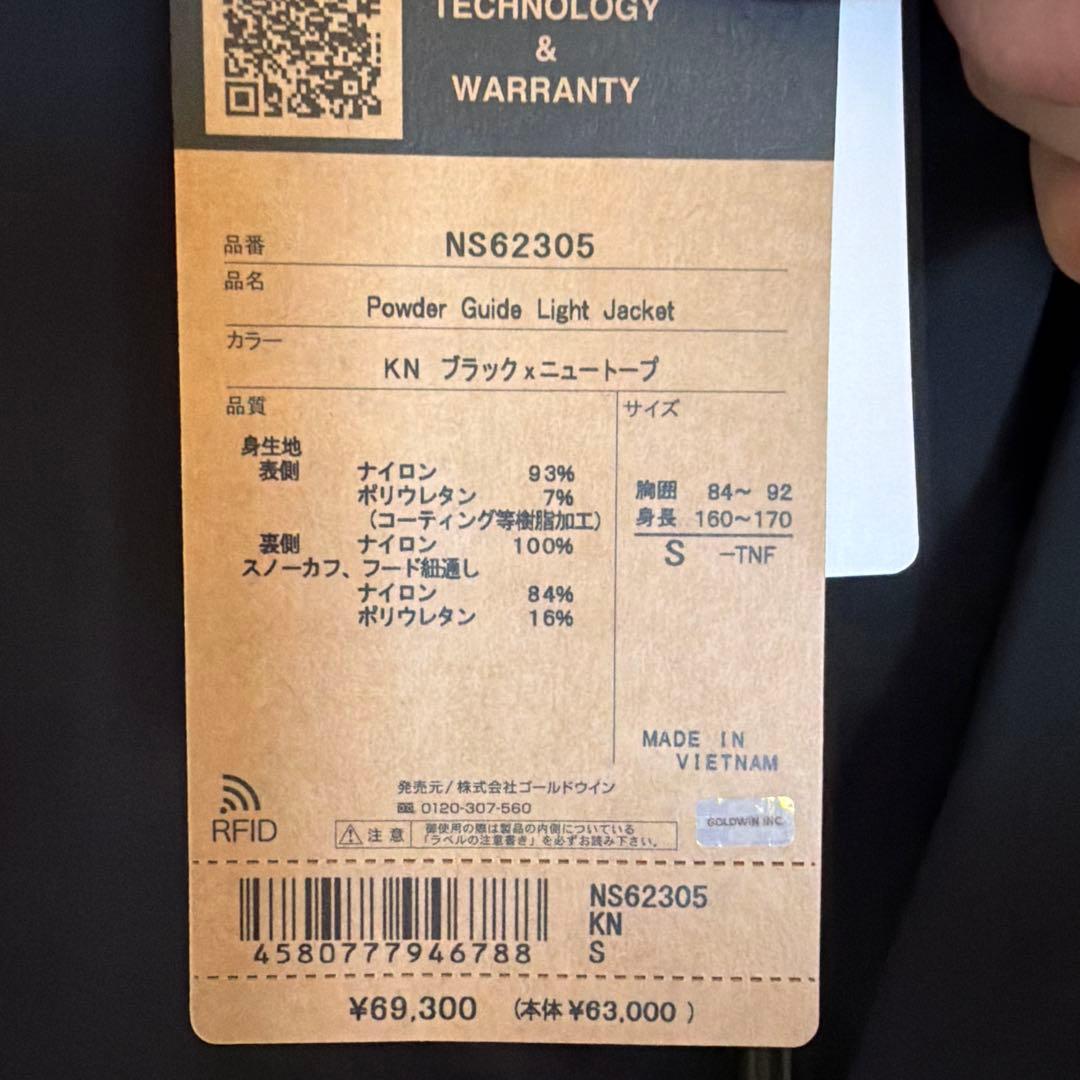 TECHNOLOGY
&
WARRANTY
品番 NS62305
品名
Powder Guide Light Jacket
カラー
KN ブラックxニュートープ
品質
身生地
表側 ナイロン 93%
ポリウレタン 7%
(コーティング等樹脂加工)
裏側 ナイロン 100%
スノーカフ、フード紐通し
ナイロン 84%
ポリウレタン 16%
サイズ
胸囲 84～ 92
身長 160～170
S -TNF
MADE IN
VIETNAM
発売元/株式会社ゴールドウイン
0120-307-560
RFID
注意
御使用の際は製品の内側についている
「ラベルの注意書き」を必ずお読み下さい。
GOLDWIN INC.
4580777946788
NS62305
KN
S
¥69,300 (本体¥63,000 )